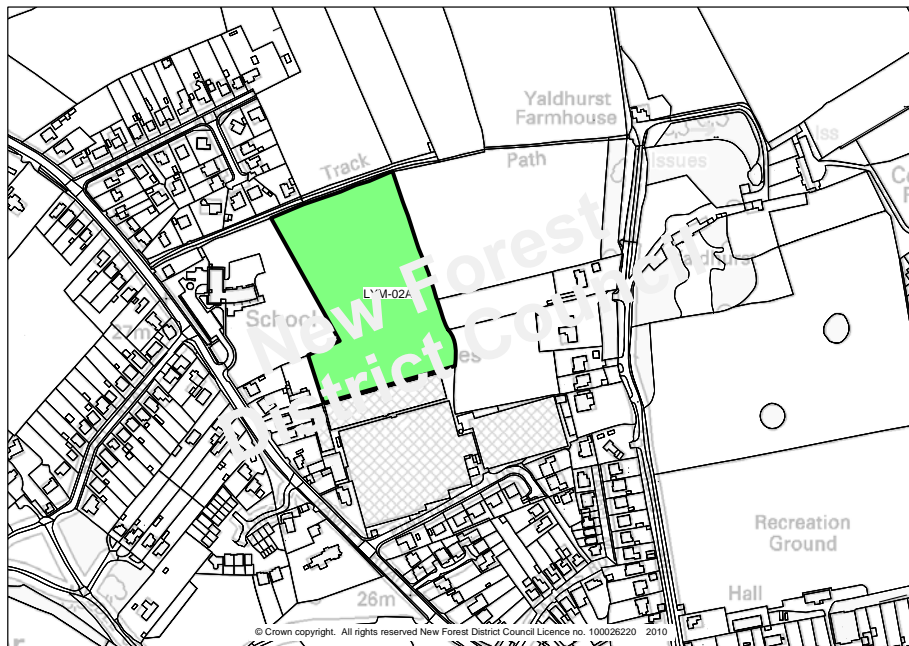 Yaldhurst
Farmhouse
Track
Path
Issues
LYM-02A
School
27m
New Forest
District Council
Recreation
Ground
Hall
26m
© Crown copyright. All rights reserved New Forest District Council Licence no. 100026220 2010